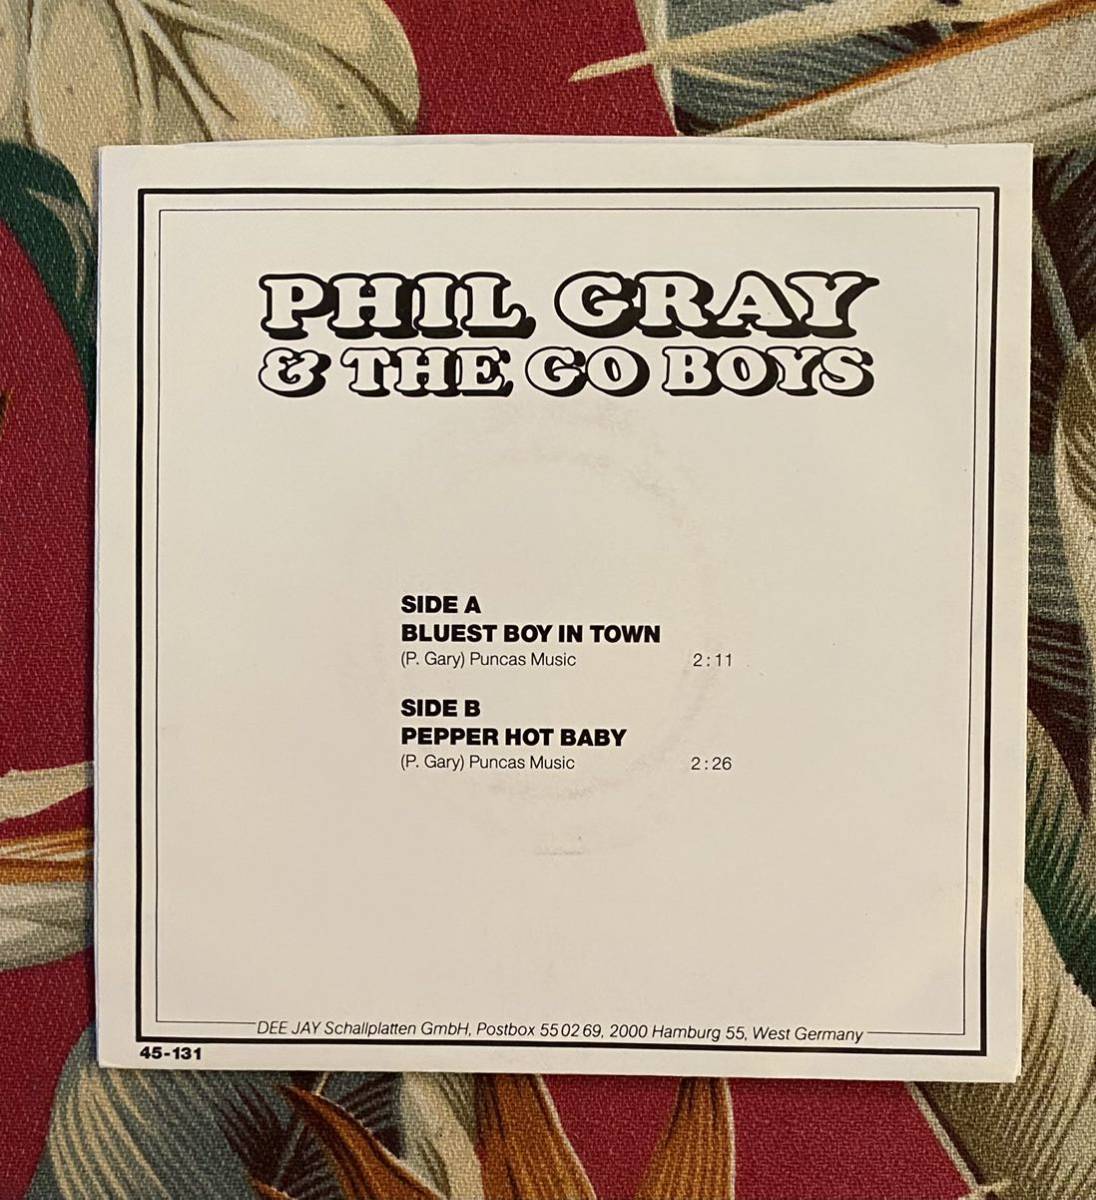 PHIL GRAY
& THE GO BOYS
SIDE A
BLUEST BOY IN TOWN
(P. Gary) Puncas Music 2:11
SIDE B
PEPPER HOT BABY
(P. Gary) Puncas Music 2:26
DEE JAY Schallplatten GmbH, Postbox 55 02 69, 2000 Hamburg 55, West Germany
45-131